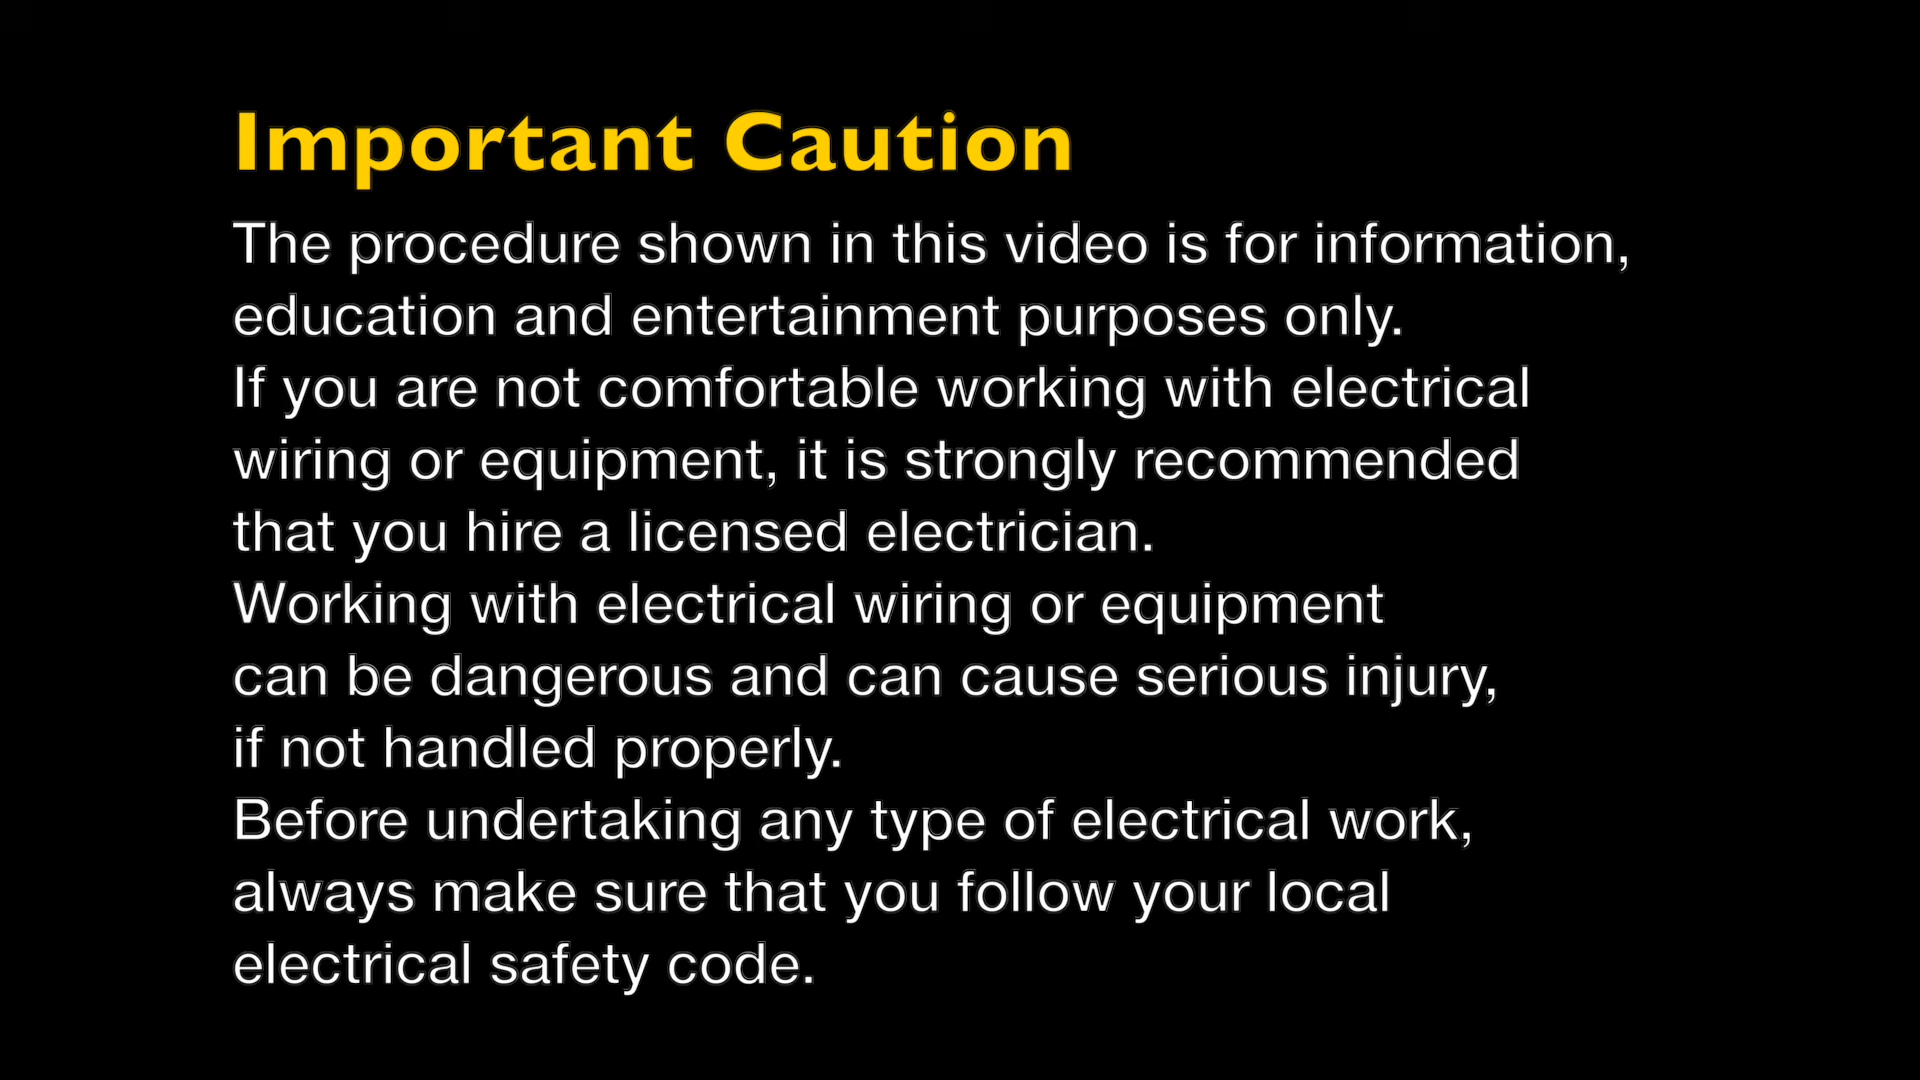 Important Caution
The procedure shown in this video is for information,
education and entertainment purposes only.
If you are not comfortable working with electrical
wiring or equipment, it is strongly recommended
that you hire a licensed electrician.
Working with electrical wiring or equipment
can be dangerous and can cause serious injury,
if not handled properly.
Before undertaking any type of electrical work,
always make sure that you follow your local
electrical safety code.